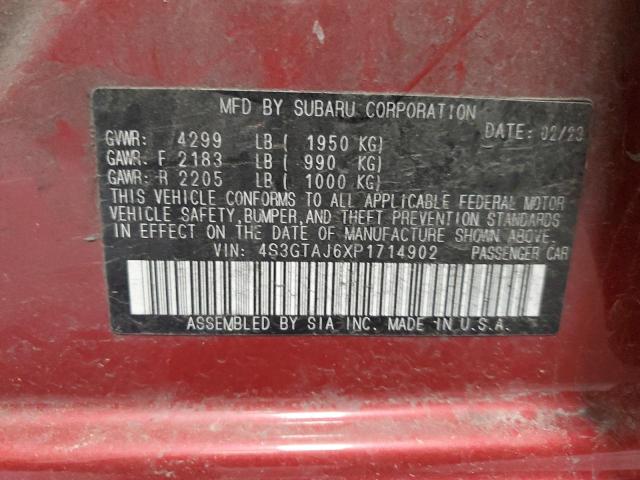 MFD BY SUBARU CORPORATION
DATE: 02/23
GVWR: 4299 LB ( 1950 KG)
GAWR: F 2183 LB ( 990 KG)
GAWR: R 2205 LB ( 1000 KG)
THIS VEHICLE CONFORMS TO ALL APPLICABLE FEDERAL MOTOR
VEHICLE SAFETY, BUMPER, AND THEFT PREVENTION STANDARDS
IN EFFECT ON THE DATE OF MANUFACTURE SHOWN ABOVE.
VIN: 4S3GTAJ6XP1714902 PASSENGER CAR
ASSEMBLED BY SIA INC. MADE IN U.S.A.